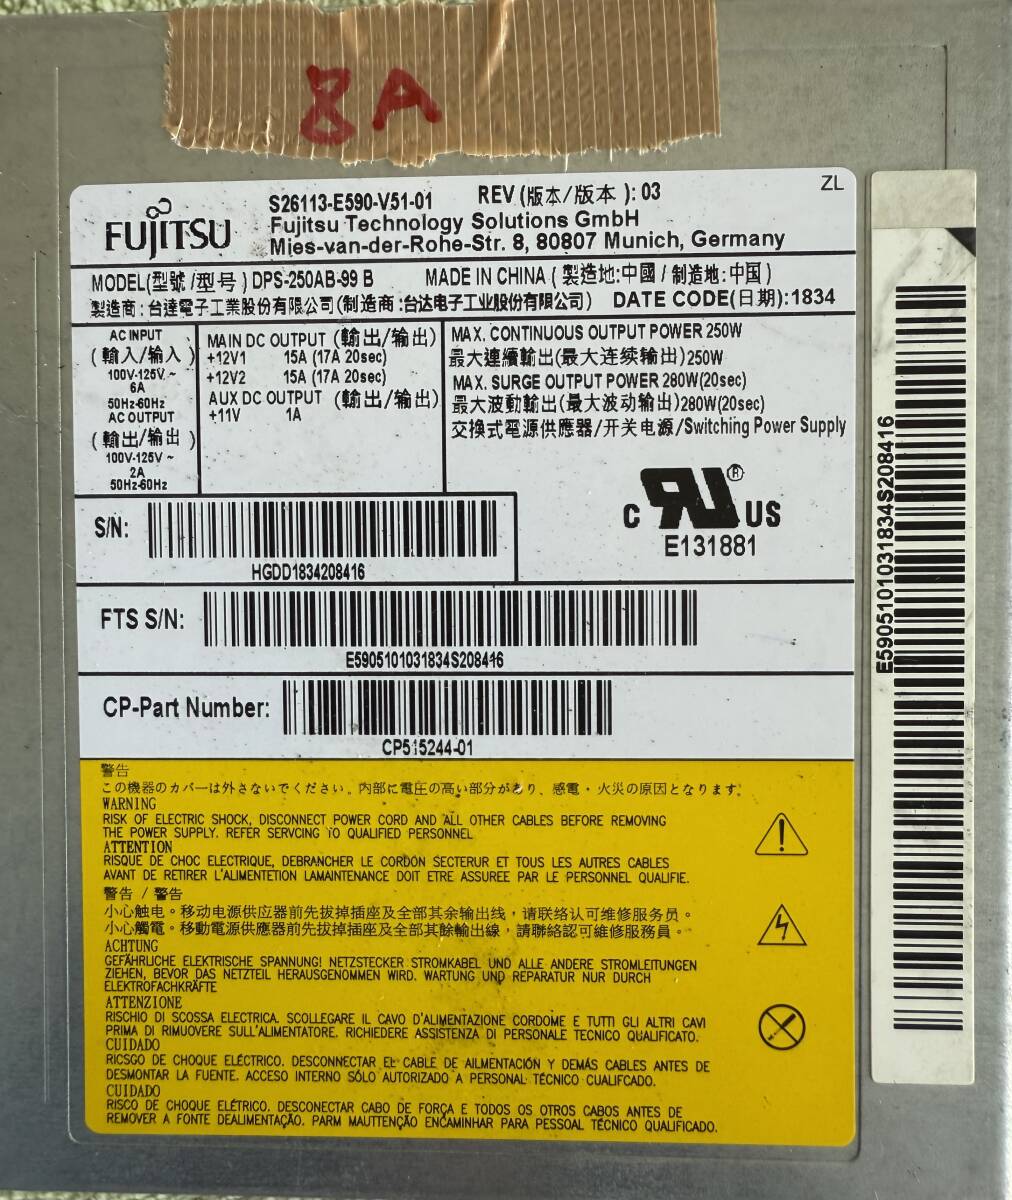 8A
ZL
FUJITSU
S26113-E590-V51-01 REV (版本/版本 ): 03
Fujitsu Technology Solutions GmbH
Mies-van-der-Rohe-Str. 8, 80807 Munich, Germany
MODEL(型號 /型号 ) DPS-250AB-99 B MADE IN CHINA ( 製造地:中國 / 制造地:中国 )
製造商 : 台達電子工業股份有限公司 (制造商 :台达电子工业股份有限公司) DATE CODE(日期):1834
AC INPUT
( 輸入/输入 )
100V-125V ~
6A
50Hz-60Hz
AC OUTPUT
( 輸出/输出 )
100V-125V ~
2A
50Hz-60Hz
MAIN DC OUTPUT (輸出/输出)
+12V1 15A (17A 20sec)
+12V2 15A (17A 20sec)
AUX DC OUTPUT (輸出/输出)
+11V 1A
MAX. CONTINUOUS OUTPUT POWER 250W
最大連續輸出(最大连续输出)250W
MAX. SURGE OUTPUT POWER 280W(20sec)
最大波動輸出(最大波动输出)280W(20sec)
交換式電源供應器/开关电源/Switching Power Supply
C RU ® US
E131881
S/N:
HGDD1834208416
FTS S/N:
E5905101031834S208416
CP-Part Number:
CP515244-01
E5905101031834S208416
警告
この機器のカバーは外さないでください。内部に電圧の高い部分があり、感電・火災の原因となります。
WARNING
RISK OF ELECTRIC SHOCK, DISCONNECT POWER CORD AND ALL OTHER CABLES BEFORE REMOVING
THE POWER SUPPLY. REFER SERVCING TO QUALIFIED PERSONNEL
ATTENTION
RISQUE DE CHOC ELECTRIQUE, DEBRANCHER LE CORDON SECTERUR ET TOUS LES AUTRES CABLES
AVANT DE RETIRER L'ALIMENTETION LAMAINTENANCE DOIT ETRE ASSUREE PAR LE PERSONNEL QUALIFIE.
警告 / 警告
小心触电。移动电源供应器前先拔掉插座及全部其余输出线，请联络认可维修服务员。
小心觸電。移動電源供應器前先拔掉插座及全部其餘輸出線，請聯絡認可維修服務員。
ACHTUNG
GEFÄHRLICHE ELEKTRISCHE SPANNUNG! NETZSTECKER STROMKABEL UND ALLE ANDERE STROMLEITUNGEN
ZIEHEN, BEVOR DAS NETZTEIL HERAUSGENOMMEN WIRD. WARTUNG UND REPARATUR NUR DURCH
ELEKTROFACHKRÄFTE
ATTENZIONE
RISCHIO DI SCOSSA ELECTRICA. SCOLLEGARE IL CAVO D'ALIMENTAZIONE CORDOME E TUTTI GLI ALTRI CAVI
PRIMA DI RIMUOVERE SULL'ALIMENTATORE. RICHIEDERE ASSISTENZA DI PERSONALE TECNICO QUALIFICATO.
CUIDADO
RICSGO DE CHOQUE ELÉCTRICO. DESCONNECTAR EL CABLE DE AILMENTACIÓN Y DEMÁS CABLES ANTES DE
DESMONTAR LA FUENTE. ACCESO INTERNO SÓLO AUTORIZADO A PERSONAL TÉCNICO CUALIFCADO.
CUIDADO
RISCO DE CHOQUE ELÉTRICO. DESCONECTAR CABO DE FORÇA E TODOS OS OTROS CABOS ANTES DE
REMOVER A FONTE DEALIMENTAÇÃO. PARM MAUTTENÇÃO ENCAMINHAR PARA PESSOAL TÉCNICO QUALIFICADO.